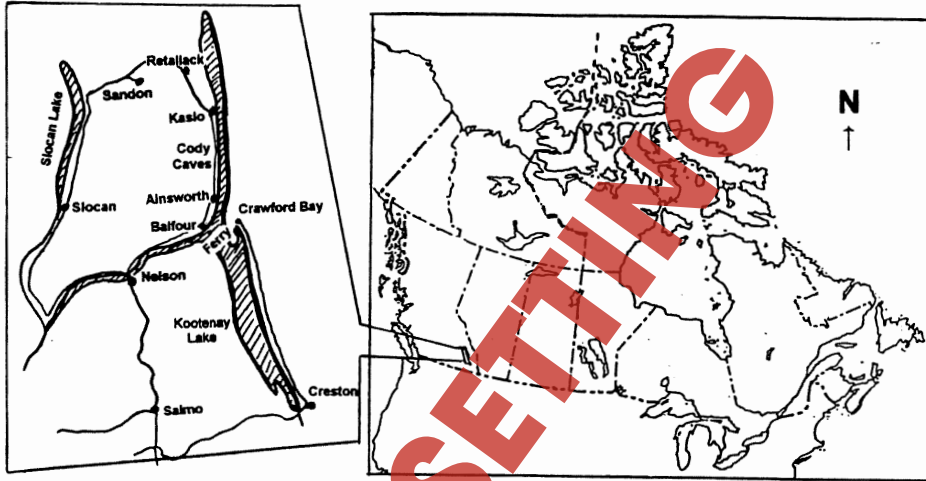 Retallack
Sandon
Slocan Lake
Kaslo
Cody
Caves
Ainsworth
Slocan
Crawford Bay
Balfour
Ferry
Nelson
Kootenay
Lake
Creston
Salmo
N
SETTING